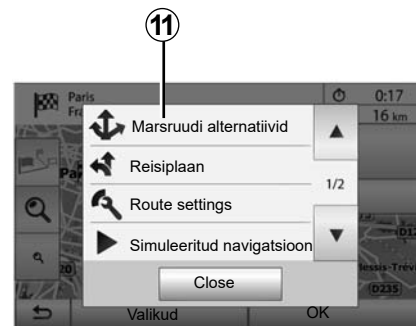 11
Paris
0:17
Fra
16 km
Marsruudi alternatiivid
Reisiplaan
1/2
Route settings
Simuleeritud navigatsioon
Close
D235
Valikud
OK